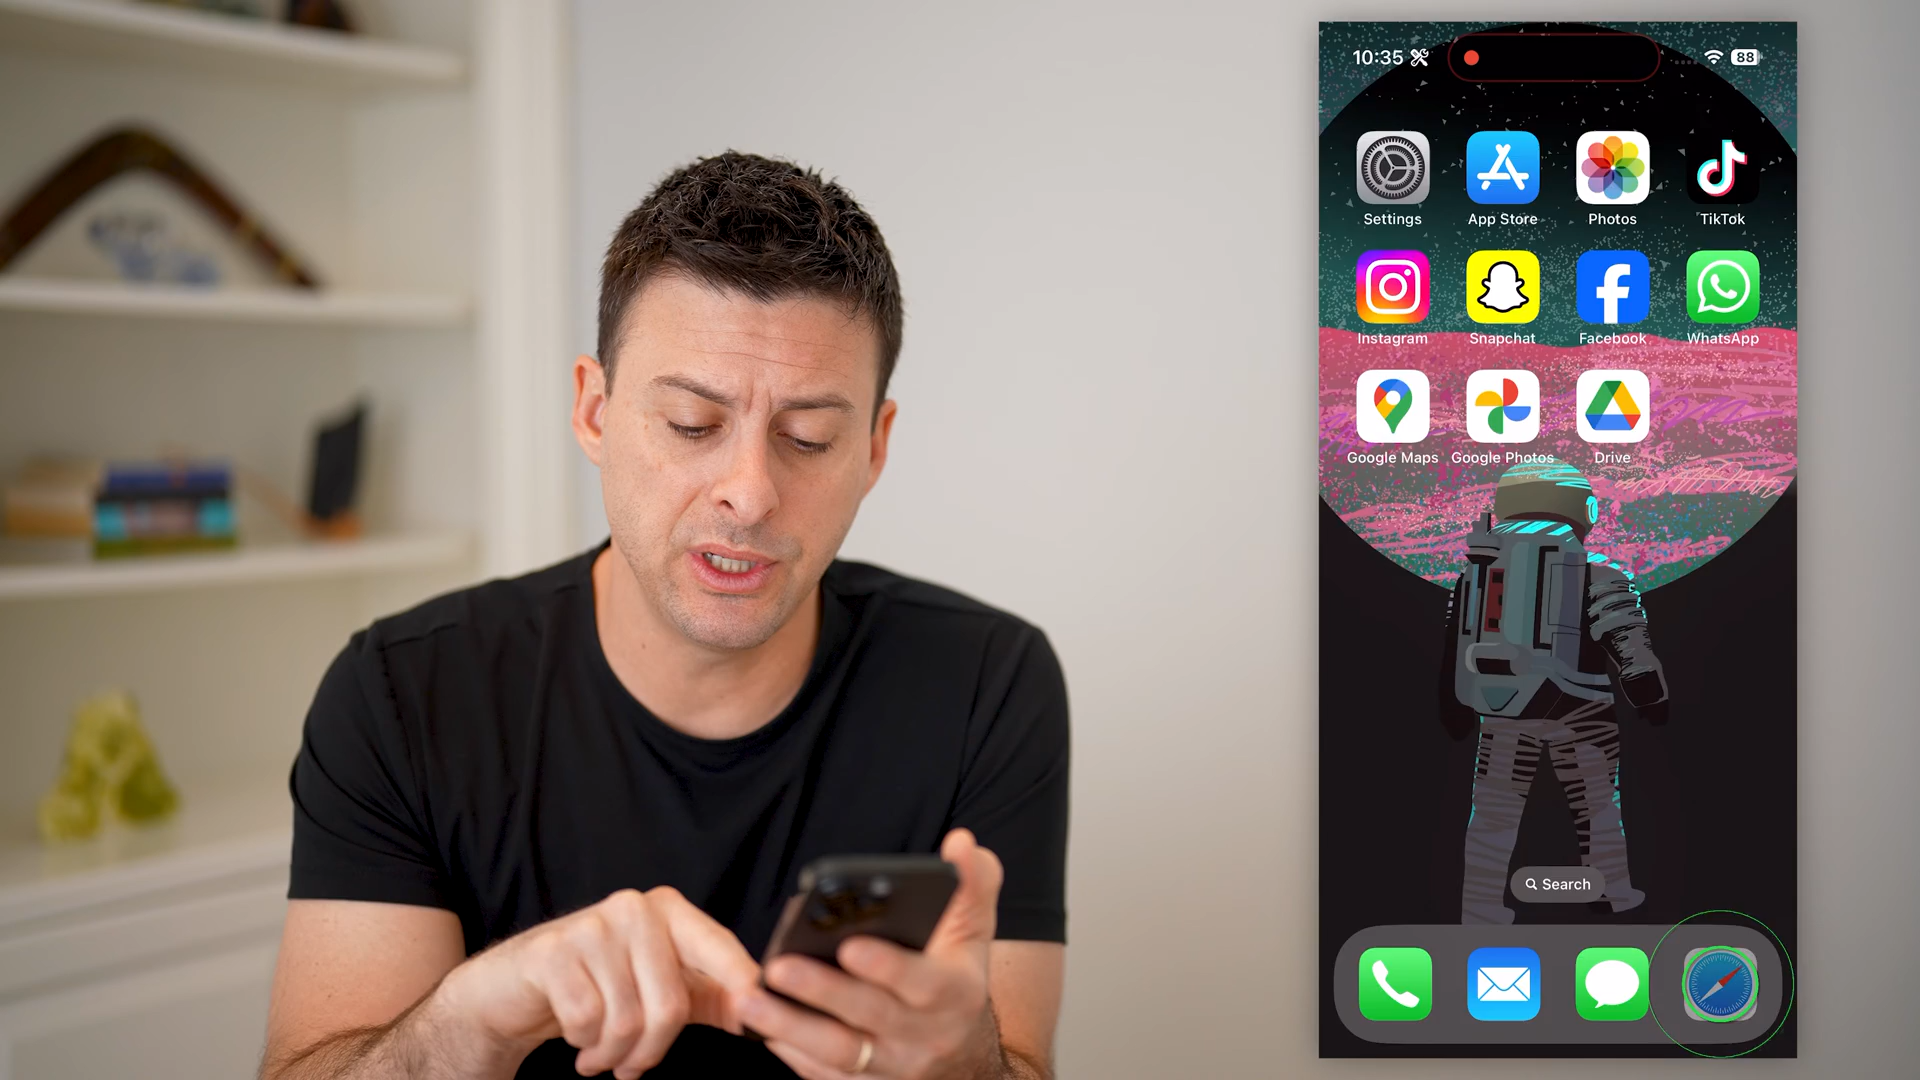 10:35
88
Settings App Store Photos TikTok
Instagram Snapchat Facebook WhatsApp
Google Maps Google Photos Drive
Search